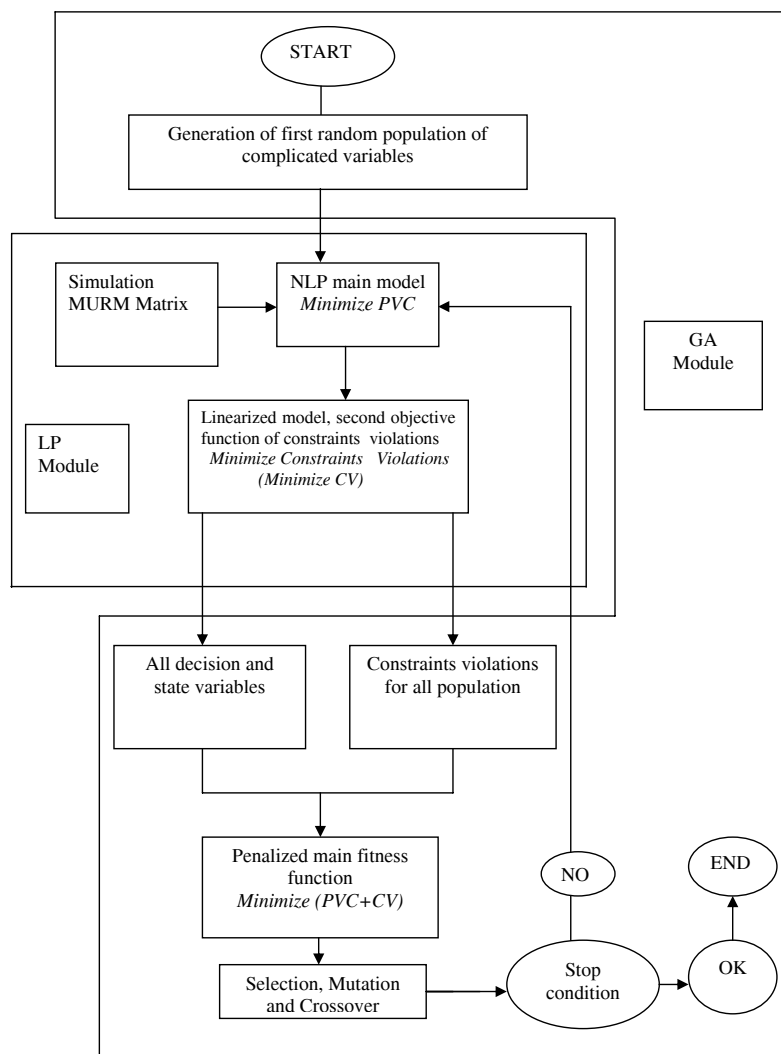 START
Generation of first random population of
complicated variables
Simulation
MURM Matrix
NLP main model
Minimize PVC
GA
Module
LP
Module
Linearized model, second objective
function of constraints violations
Minimize Constraints Violations
(Minimize CV)
All decision and
state variables
Constraints violations
for all population
Penalized main fitness
function
Minimize (PVC+CV)
NO
END
Selection, Mutation
and Crossover
Stop
condition
OK